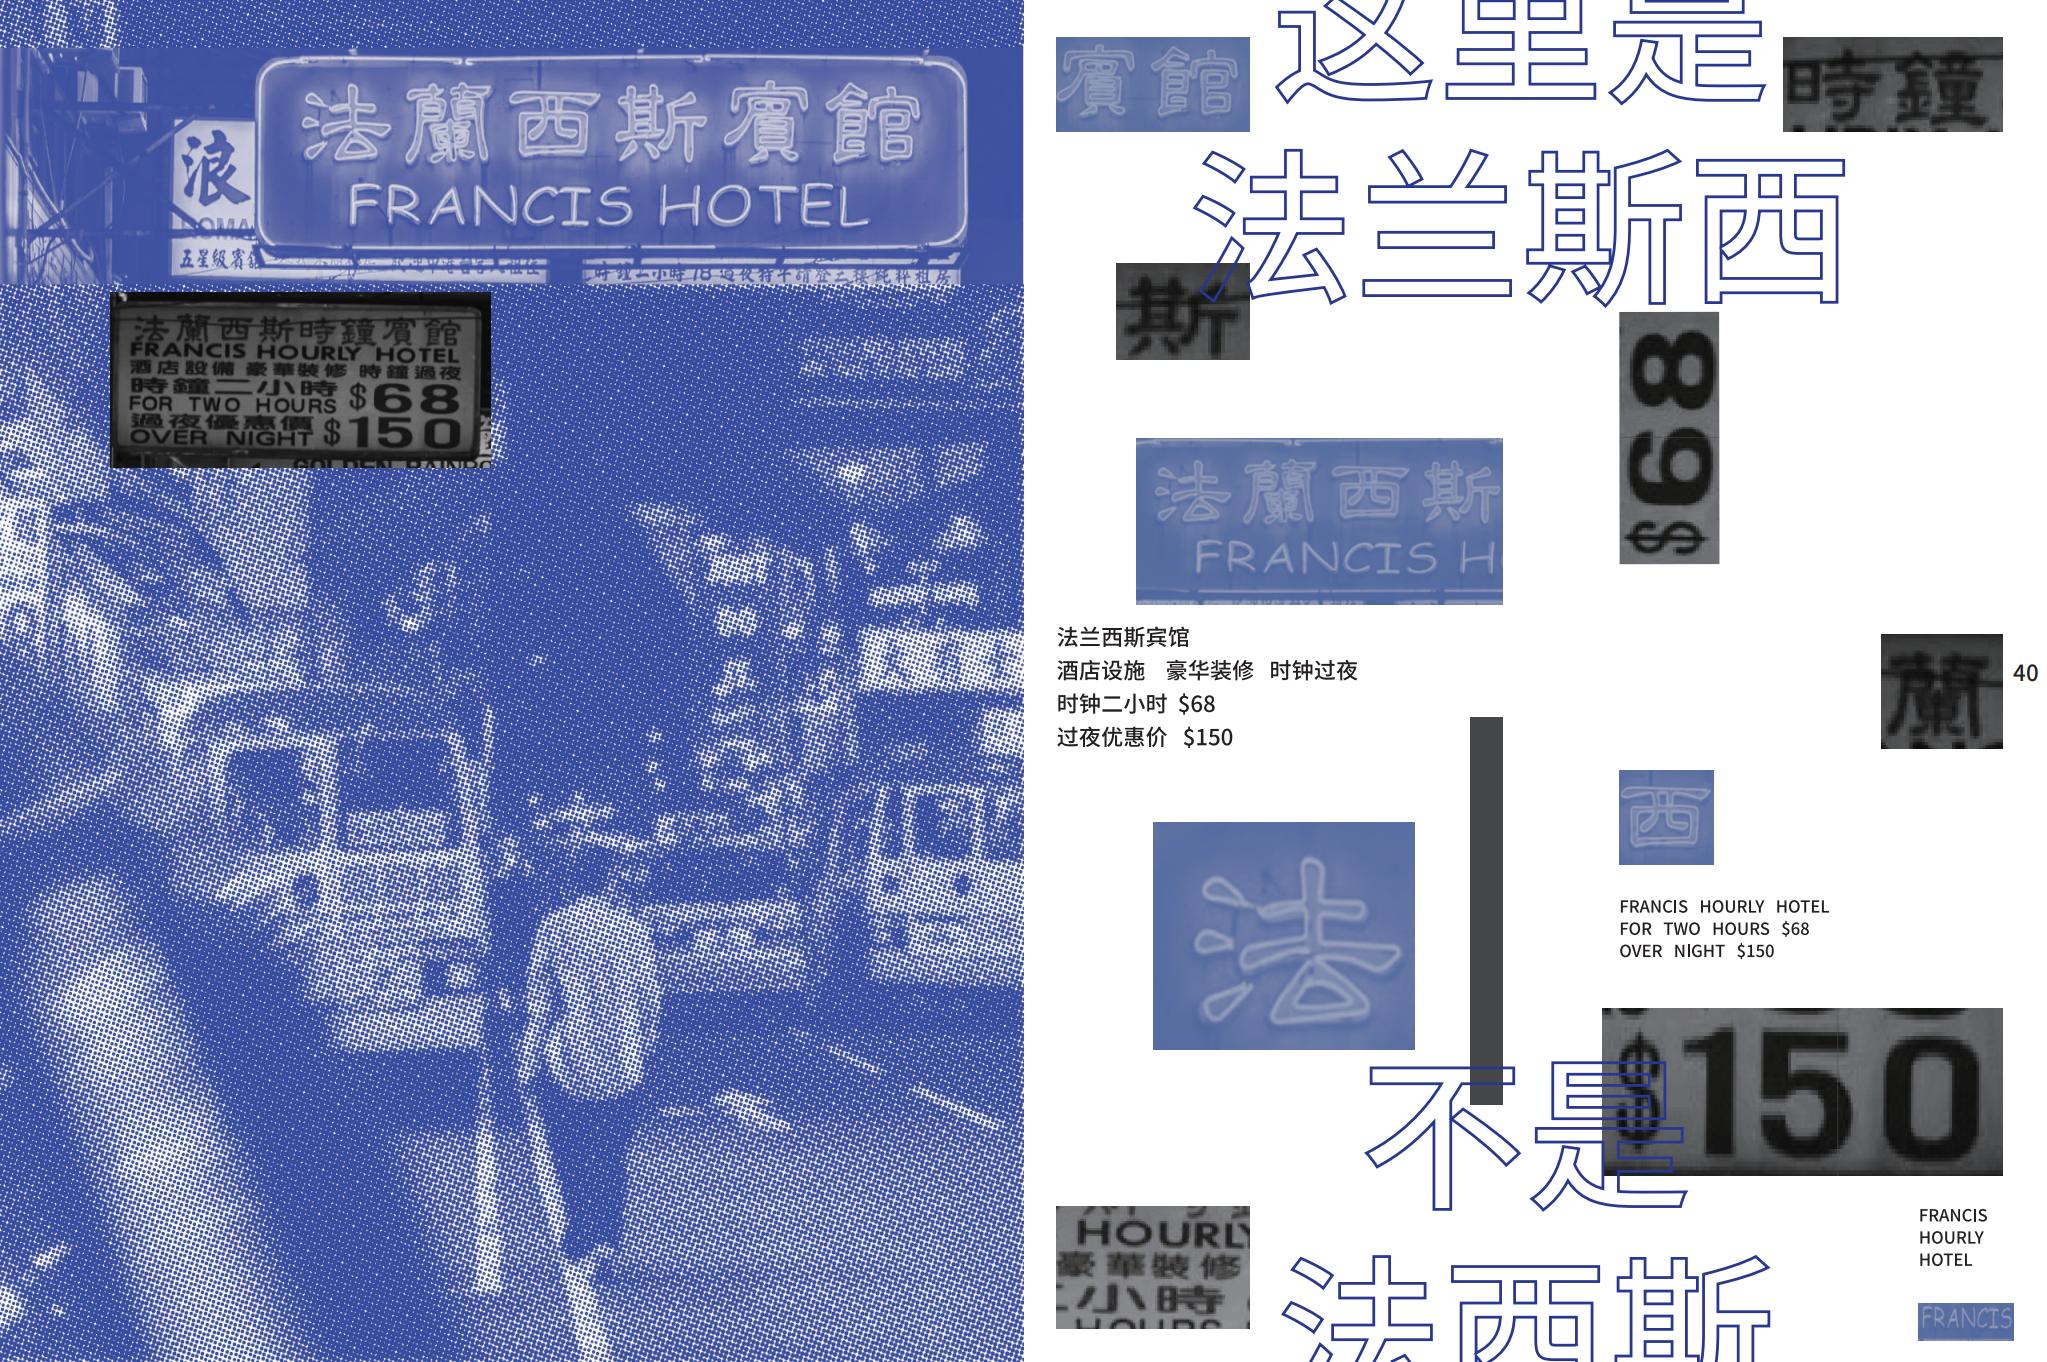 法蘭西斯賓館
FRANCIS HOTEL
浪
五星級賓
法蘭西斯時鐘賓館
FRANCIS HOURLY HOTEL
酒店設備 豪華裝修 時鐘過夜
時鐘二小時 $68
FOR TWO HOURS
過夜優惠價 $150
OVER NIGHT
GOLDEN RAINBO
这里是
賓館
時鐘
法兰斯西
斯
$68
法蘭西斯
FRANCIS H
法兰西斯宾馆
酒店设施 豪华装修 时钟过夜
时钟二小时 $68
过夜优惠价 $150
蘭
40
西
法
FRANCIS HOURLY HOTEL
FOR TWO HOURS $68
OVER NIGHT $150
$150
不是
HOURLY
豪華裝修
小時
HOURS
FRANCIS
HOURLY
HOTEL
法西斯
FRANCIS